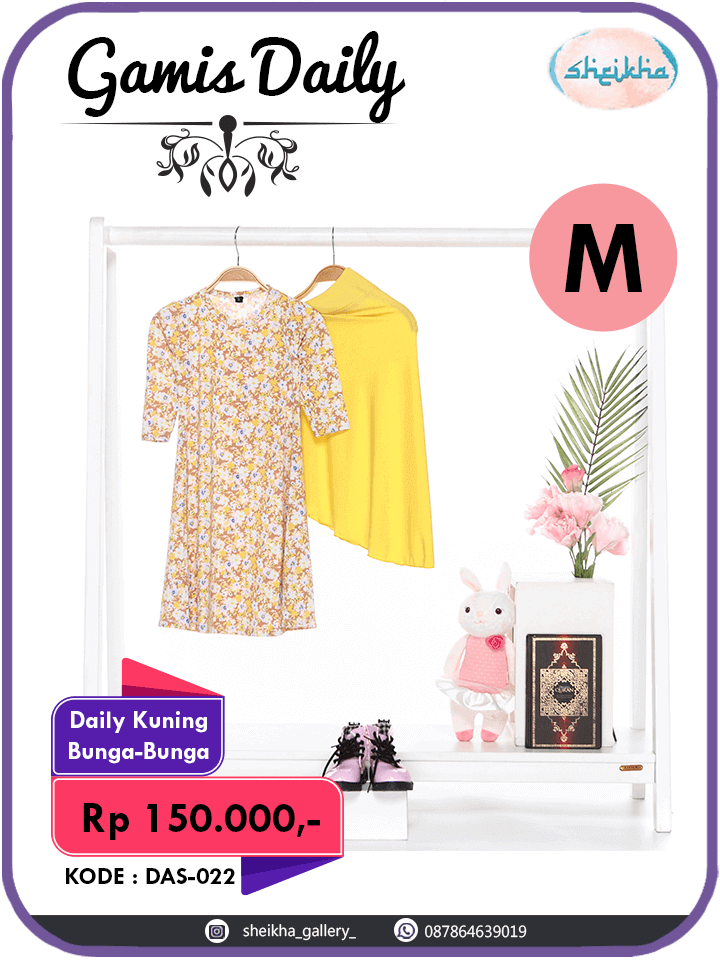 Gamis Daily
sheikha
M
Daily Kuning
Bunga-Bunga
Rp 150.000,-
KODE : DAS-022
sheikha_gallery_
087864639019